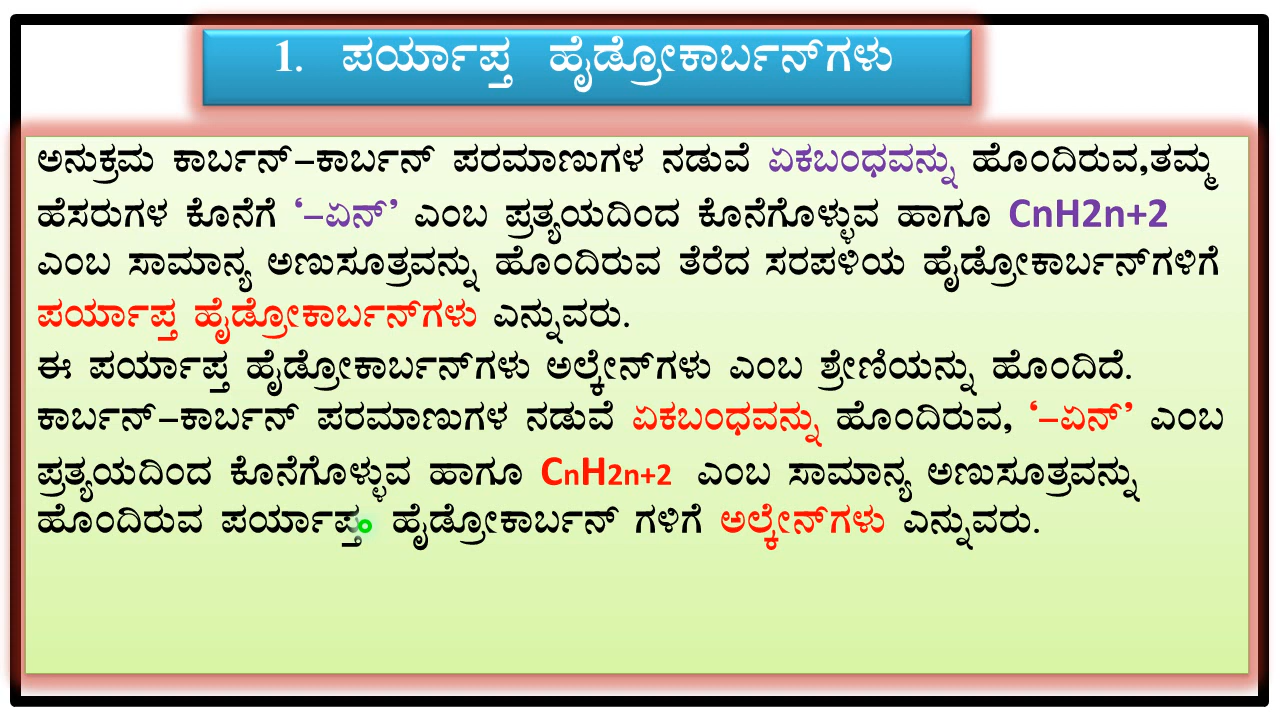 1. ಪರ್ಯಾಪ್ತ ಹೈಡ್ರೋಕಾರ್ಬನ್‌ಗಳು
ಅನುಕ್ರಮ ಕಾರ್ಬನ್–ಕಾರ್ಬನ್ ಪರಮಾಣುಗಳ ನಡುವೆ ಏಕಬಂಧವನ್ನು ಹೊಂದಿರುವ,ತಮ್ಮ
ಹೆಸರುಗಳ ಕೊನೆಗೆ ‘–ಏನ್’ ಎಂಬ ಪ್ರತ್ಯಯದಿಂದ ಕೊನೆಗೊಳ್ಳುವ ಹಾಗೂ CnH2n+2
ಎಂಬ ಸಾಮಾನ್ಯ ಅಣುಸೂತ್ರವನ್ನು ಹೊಂದಿರುವ ತೆರೆದ ಸರಪಳಿಯ ಹೈಡ್ರೋಕಾರ್ಬನ್‌ಗಳಿಗೆ
ಪರ್ಯಾಪ್ತ ಹೈಡ್ರೋಕಾರ್ಬನ್‌ಗಳು ಎನ್ನುವರು.
ಈ ಪರ್ಯಾಪ್ತ ಹೈಡ್ರೋಕಾರ್ಬನ್‌ಗಳು ಅಲ್ಕೇನ್‌ಗಳು ಎಂಬ ಶ್ರೇಣಿಯನ್ನು ಹೊಂದಿದೆ.
ಕಾರ್ಬನ್–ಕಾರ್ಬನ್ ಪರಮಾಣುಗಳ ನಡುವೆ ಏಕಬಂಧವನ್ನು ಹೊಂದಿರುವ, ‘–ಏನ್’ ಎಂಬ
ಪ್ರತ್ಯಯದಿಂದ ಕೊನೆಗೊಳ್ಳುವ ಹಾಗೂ CnH2n+2 ಎಂಬ ಸಾಮಾನ್ಯ ಅಣುಸೂತ್ರವನ್ನು
ಹೊಂದಿರುವ ಪರ್ಯಾಪ್ತ ಹೈಡ್ರೋಕಾರ್ಬನ್ ಗಳಿಗೆ ಅಲ್ಕೇನ್‌ಗಳು ಎನ್ನುವರು.